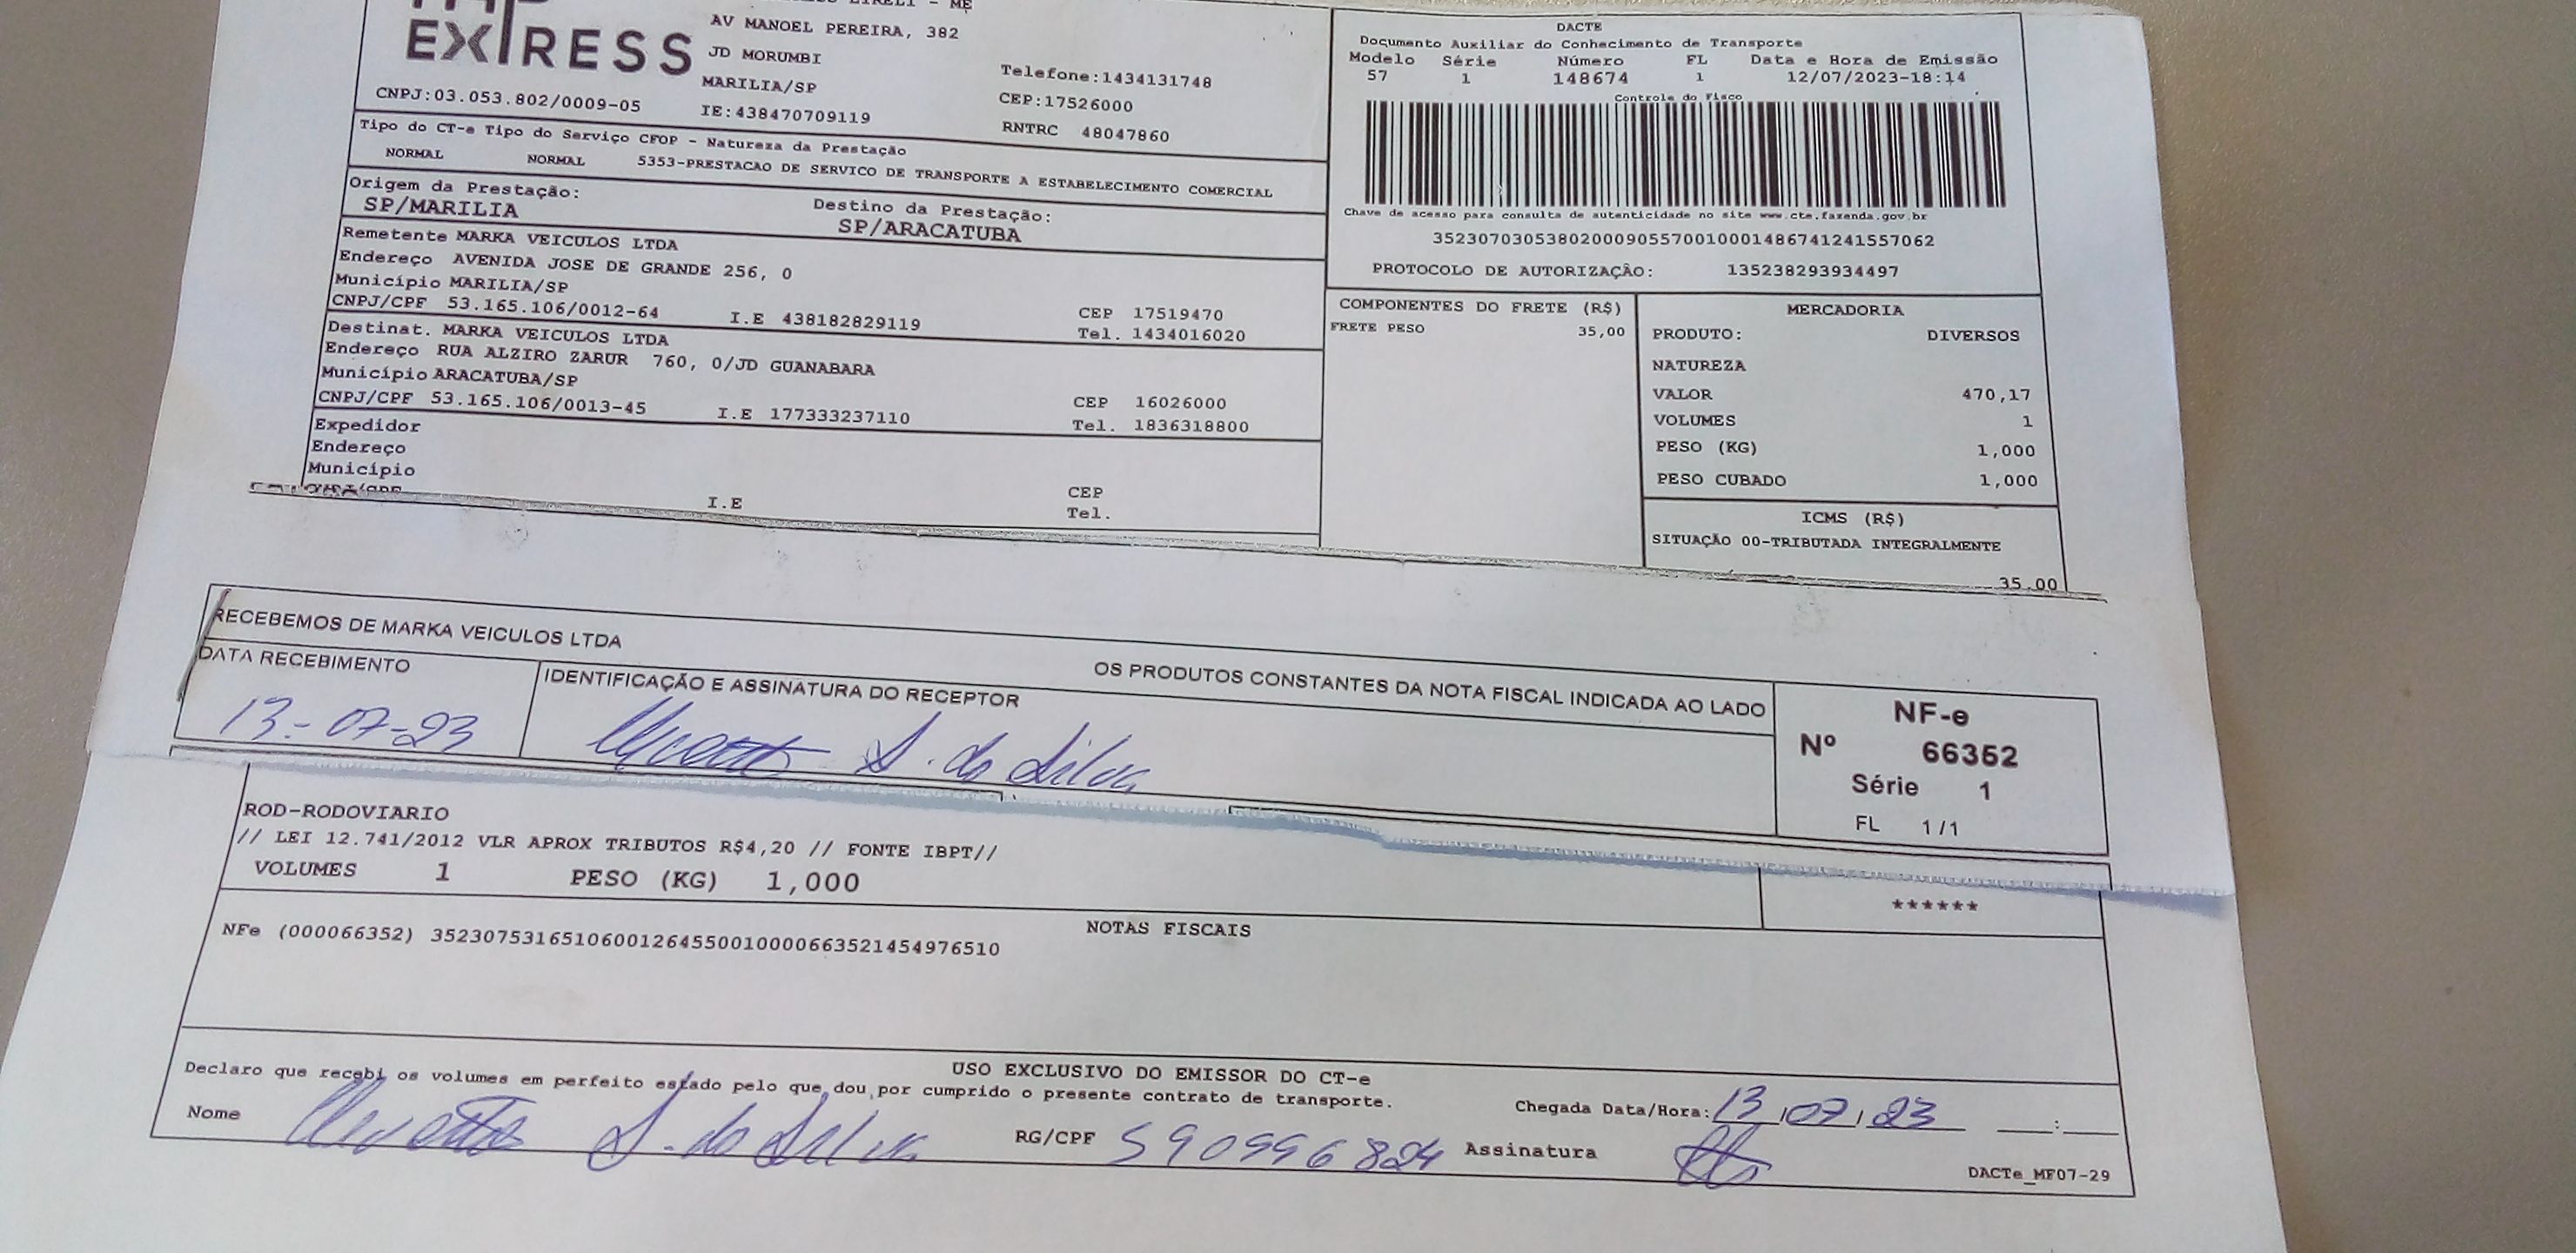 EXPRESS
AV MANOEL PEREIRA, 382
JD MORUMBI
MARILIA/SP
Telefone:1434131748
CNPJ:03.053.802/0009-05
IE:438470709119
CEP:17526000
RNTRC 48047860
DACTE
Documento Auxiliar do Conhecimento de Transporte
Modelo Série Número FL Data e Hora de Emissão
57 1 148674 1 12/07/2023-18:14
Controle do Fisco
Chave de acesso para consulta de autenticidade no site www.cte.fazenda.gov.br
35230703053802000905570010001486741241557062
PROTOCOLO DE AUTORIZAÇÃO: 135238293934497
Tipo do CT-e Tipo do Serviço CFOP - Natureza da Prestação
NORMAL NORMAL 5353-PRESTACAO DE SERVICO DE TRANSPORTE A ESTABELECIMENTO COMERCIAL
Origem da Prestação: Destino da Prestação:
SP/MARILIA SP/ARACATUBA
Remetente MARKA VEICULOS LTDA
Endereço AVENIDA JOSE DE GRANDE 256, 0
Município MARILIA/SP CEP 17519470
CNPJ/CPF 53.165.106/0012-64 I.E 438182829119 Tel. 1434016020
Destinat. MARKA VEICULOS LTDA
Endereço RUA ALZIRO ZARUR 760, 0/JD GUANABARA
Município ARACATUBA/SP CEP 16026000
CNPJ/CPF 53.165.106/0013-45 I.E 177333237110 Tel. 1836318800
Expedidor
Endereço
Município CEP
I.E Tel.
COMPONENTES DO FRETE (R$)
FRETE PESO 35,00
MERCADORIA
PRODUTO: DIVERSOS
NATUREZA
VALOR 470,17
VOLUMES 1
PESO (KG) 1,000
PESO CUBADO 1,000
ICMS (R$)
SITUAÇÃO 00-TRIBUTADA INTEGRALMENTE
35,00
RECEBEMOS DE MARKA VEICULOS LTDA OS PRODUTOS CONSTANTES DA NOTA FISCAL INDICADA AO LADO
DATA RECEBIMENTO IDENTIFICAÇÃO E ASSINATURA DO RECEPTOR
13-07-23 S. da Silva
NF-e
Nº 66352
Série 1
FL 1/1
ROD-RODOVIARIO
// LEI 12.741/2012 VLR APROX TRIBUTOS R$4,20 // FONTE IBPT//
VOLUMES 1 PESO (KG) 1,000
******
NOTAS FISCAIS
NFe (000066352) 35230753165106001264550010000663521454976510
USO EXCLUSIVO DO EMISSOR DO CT-e
Declaro que recebi os volumes em perfeito estado pelo que dou por cumprido o presente contrato de transporte.
Chegada Data/Hora: 13/07/23 __:__
Nome S. da Silva RG/CPF 590996824 Assinatura
DACTe_MF07-29